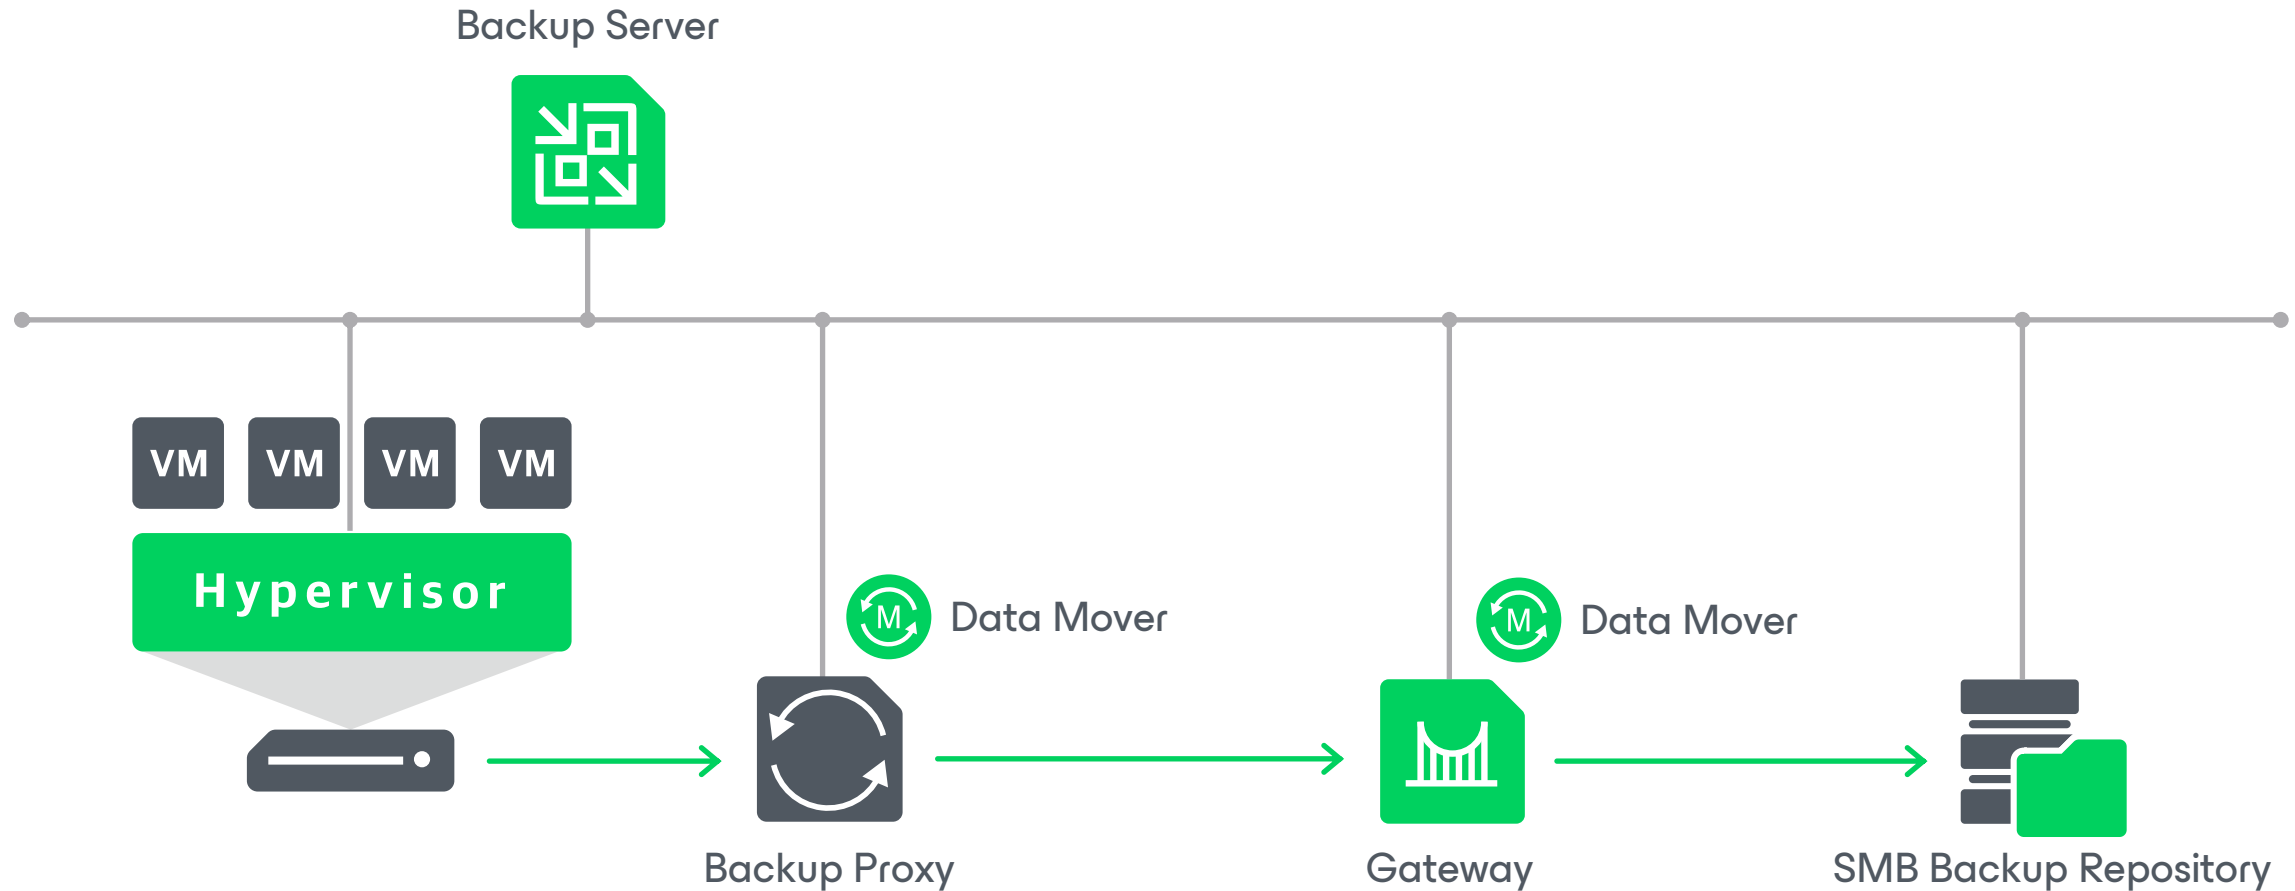 Backup Server
VM
VM
VM
VM
Hypervisor
M
Data Mover
M
Data Mover
Backup Proxy
Gateway
SMB Backup Repository